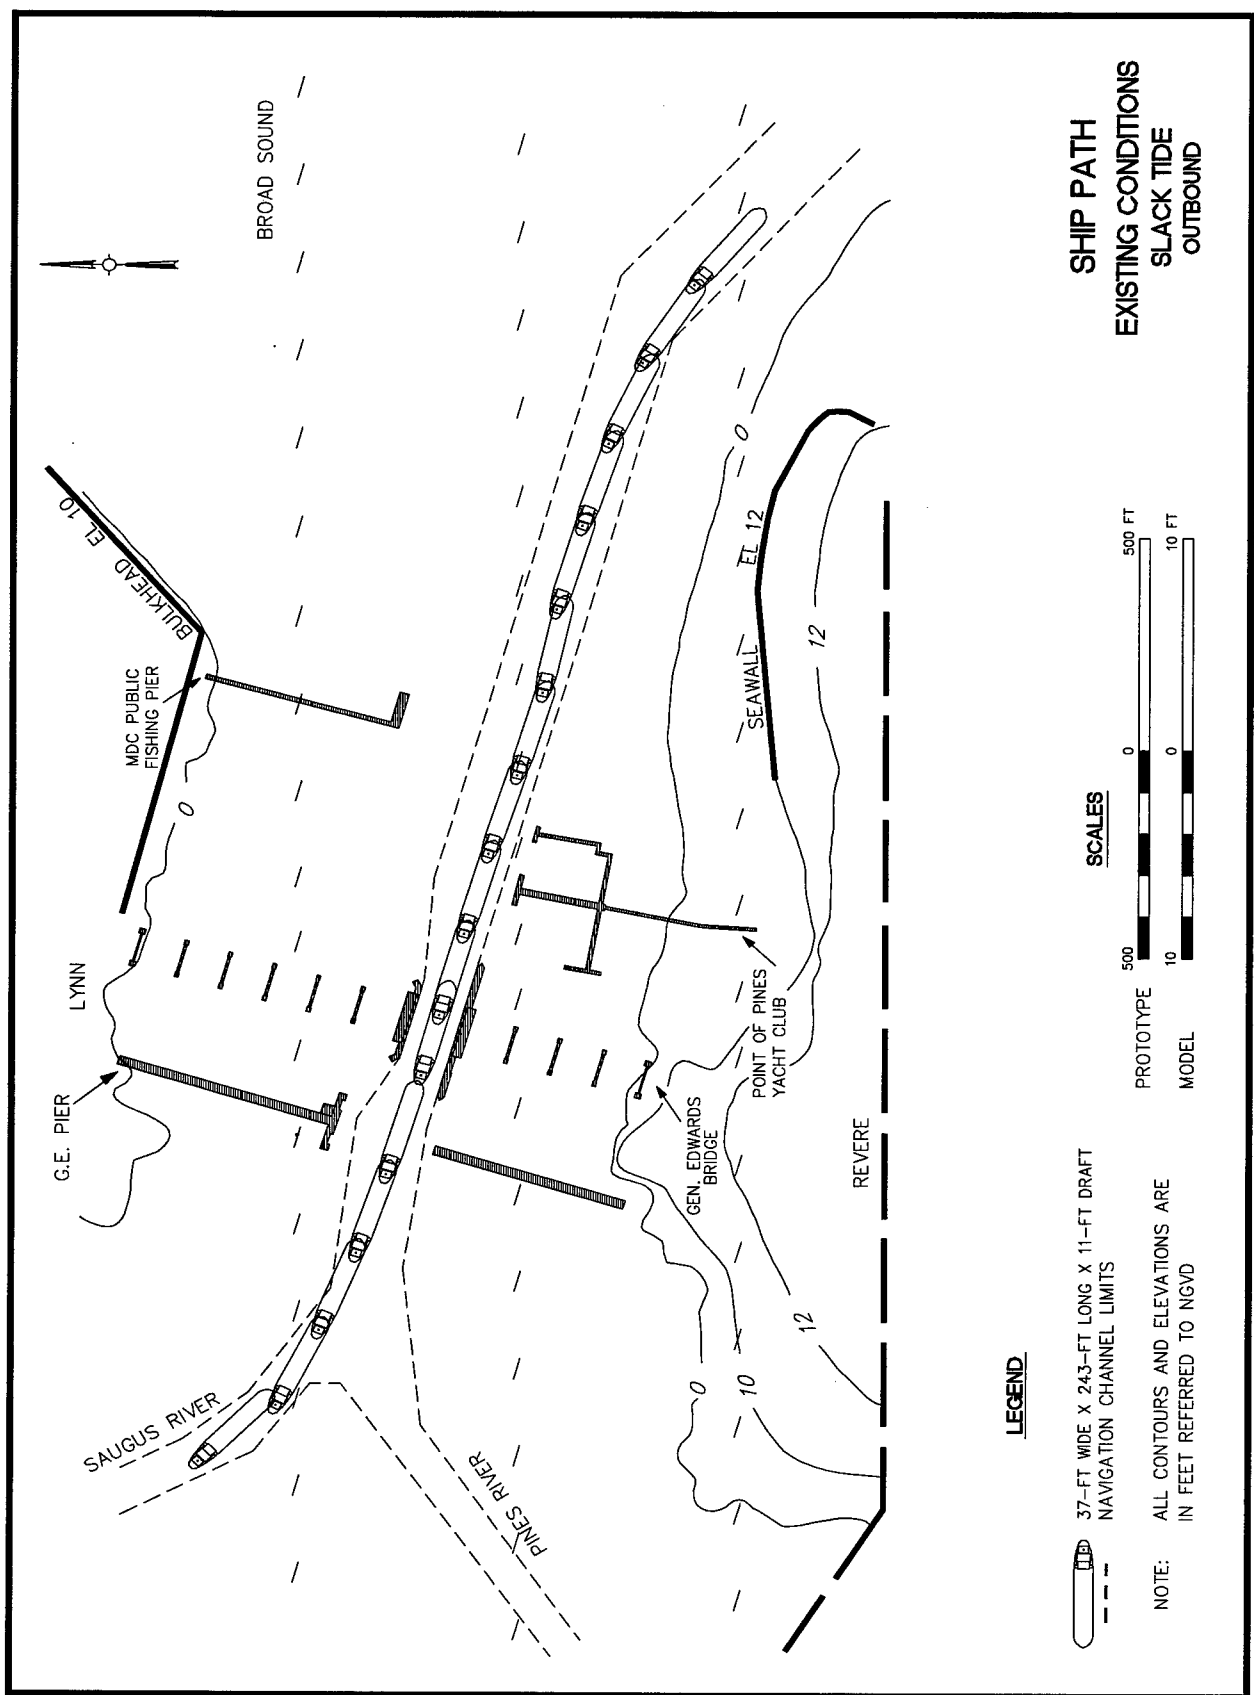 BROAD SOUND
BULKHEAD EL 10
MDC PUBLIC
FISHING PIER
0
LYNN
G.E. PIER
SAUGUS RIVER
PINES RIVER
0
SEAWALL EL 12
12
POINT OF PINES
YACHT CLUB
GEN. EDWARDS
BRIDGE
REVERE
0
10
12
LEGEND
37-FT WIDE X 243-FT LONG X 11-FT DRAFT
NAVIGATION CHANNEL LIMITS
NOTE: ALL CONTOURS AND ELEVATIONS ARE
IN FEET REFERRED TO NGVD
SCALES
PROTOTYPE 500 0 500 FT
MODEL 10 0 10 FT
SHIP PATH
EXISTING CONDITIONS
SLACK TIDE
OUTBOUND